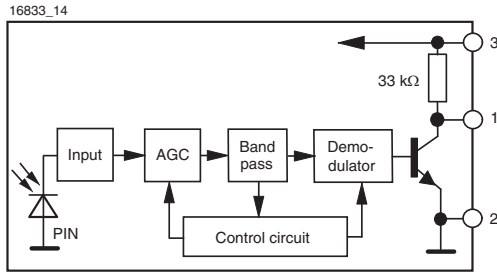 16833_14
3
33 kΩ
1
Input
AGC
Band
pass
Demo-
dulator
PIN
Control circuit
2